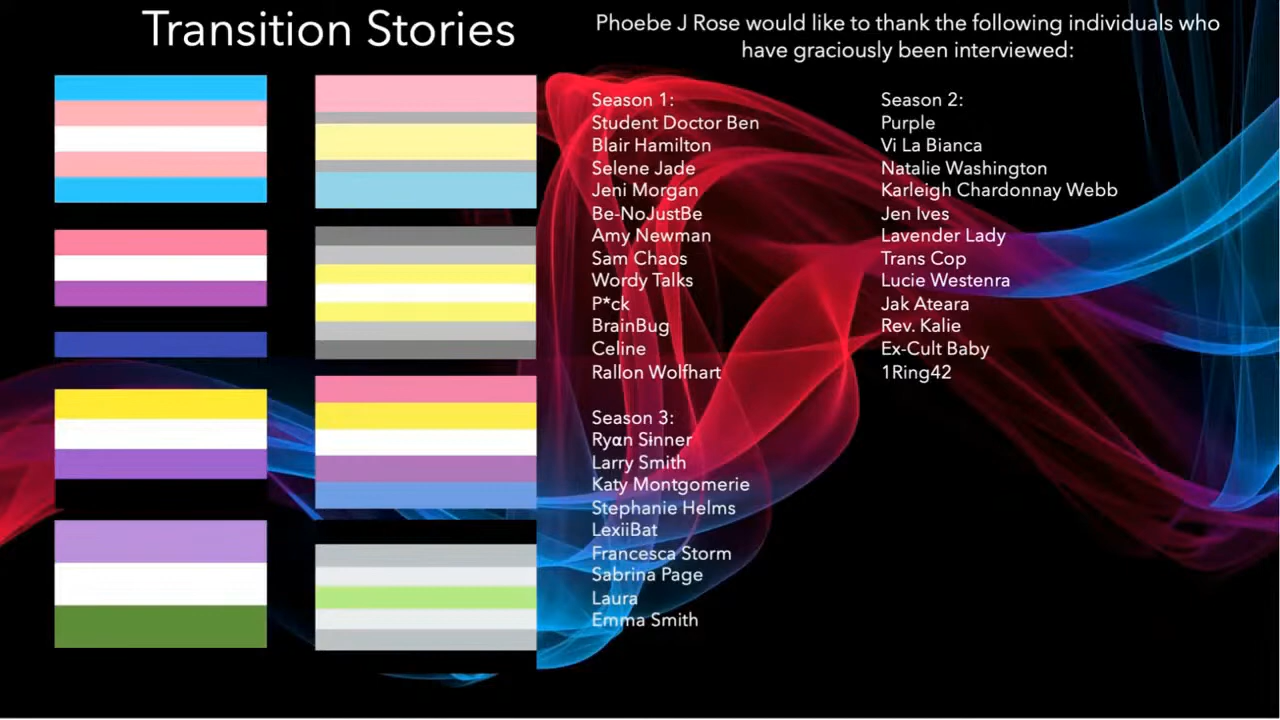 Transition Stories
Phoebe J Rose would like to thank the following individuals who
have graciously been interviewed:
Season 1:
Student Doctor Ben
Blair Hamilton
Selene Jade
Jeni Morgan
Be-NoJustBe
Amy Newman
Sam Chaos
Wordy Talks
P*ck
BrainBug
Celine
Rallon Wolfhart
Season 2:
Purple
Vi La Bianca
Natalie Washington
Karleigh Chardonnay Webb
Jen Ives
Lavender Lady
Trans Cop
Lucie Westenra
Jak Ateara
Rev. Kalie
Ex-Cult Baby
1Ring42
Season 3:
Ryαn Sɨnner
Larry Smith
Katy Montgomerie
Stephanie Helms
LexiiBat
Francesca Storm
Sabrina Page
Laura
Emma Smith